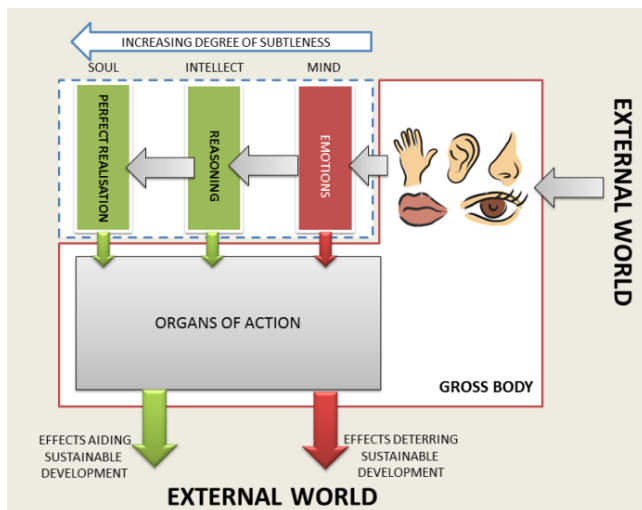 INCREASING DEGREE OF SUBTLENESS
SOUL
INTELLECT
MIND
PERFECT REALISATION
REASONING
EMOTIONS
EXTERNAL WORLD
ORGANS OF ACTION
GROSS BODY
EFFECTS AIDING
SUSTAINABLE
DEVELOPMENT
EFFECTS DETERRING
SUSTAINABLE
DEVELOPMENT
EXTERNAL WORLD